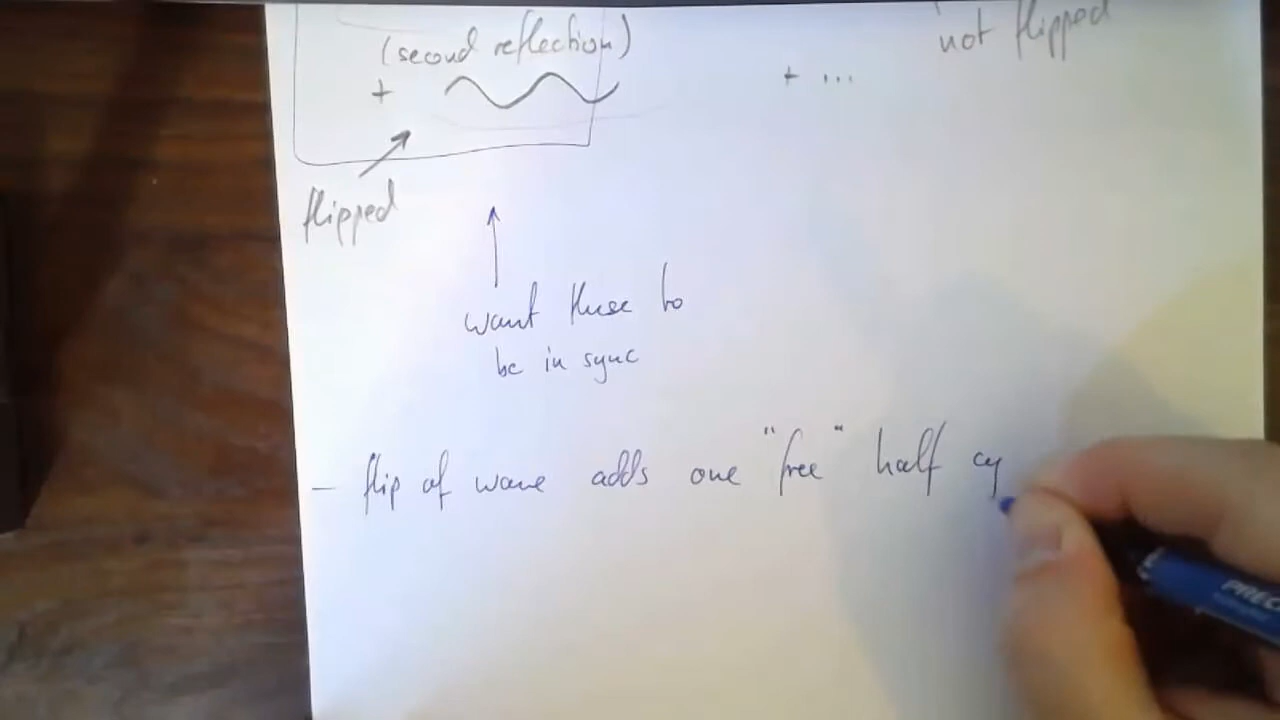 (second reflection)
not flipped
+
+ ...
flipped
want these to
be in sync
- flip of wave adds one "free" half cy
PREC